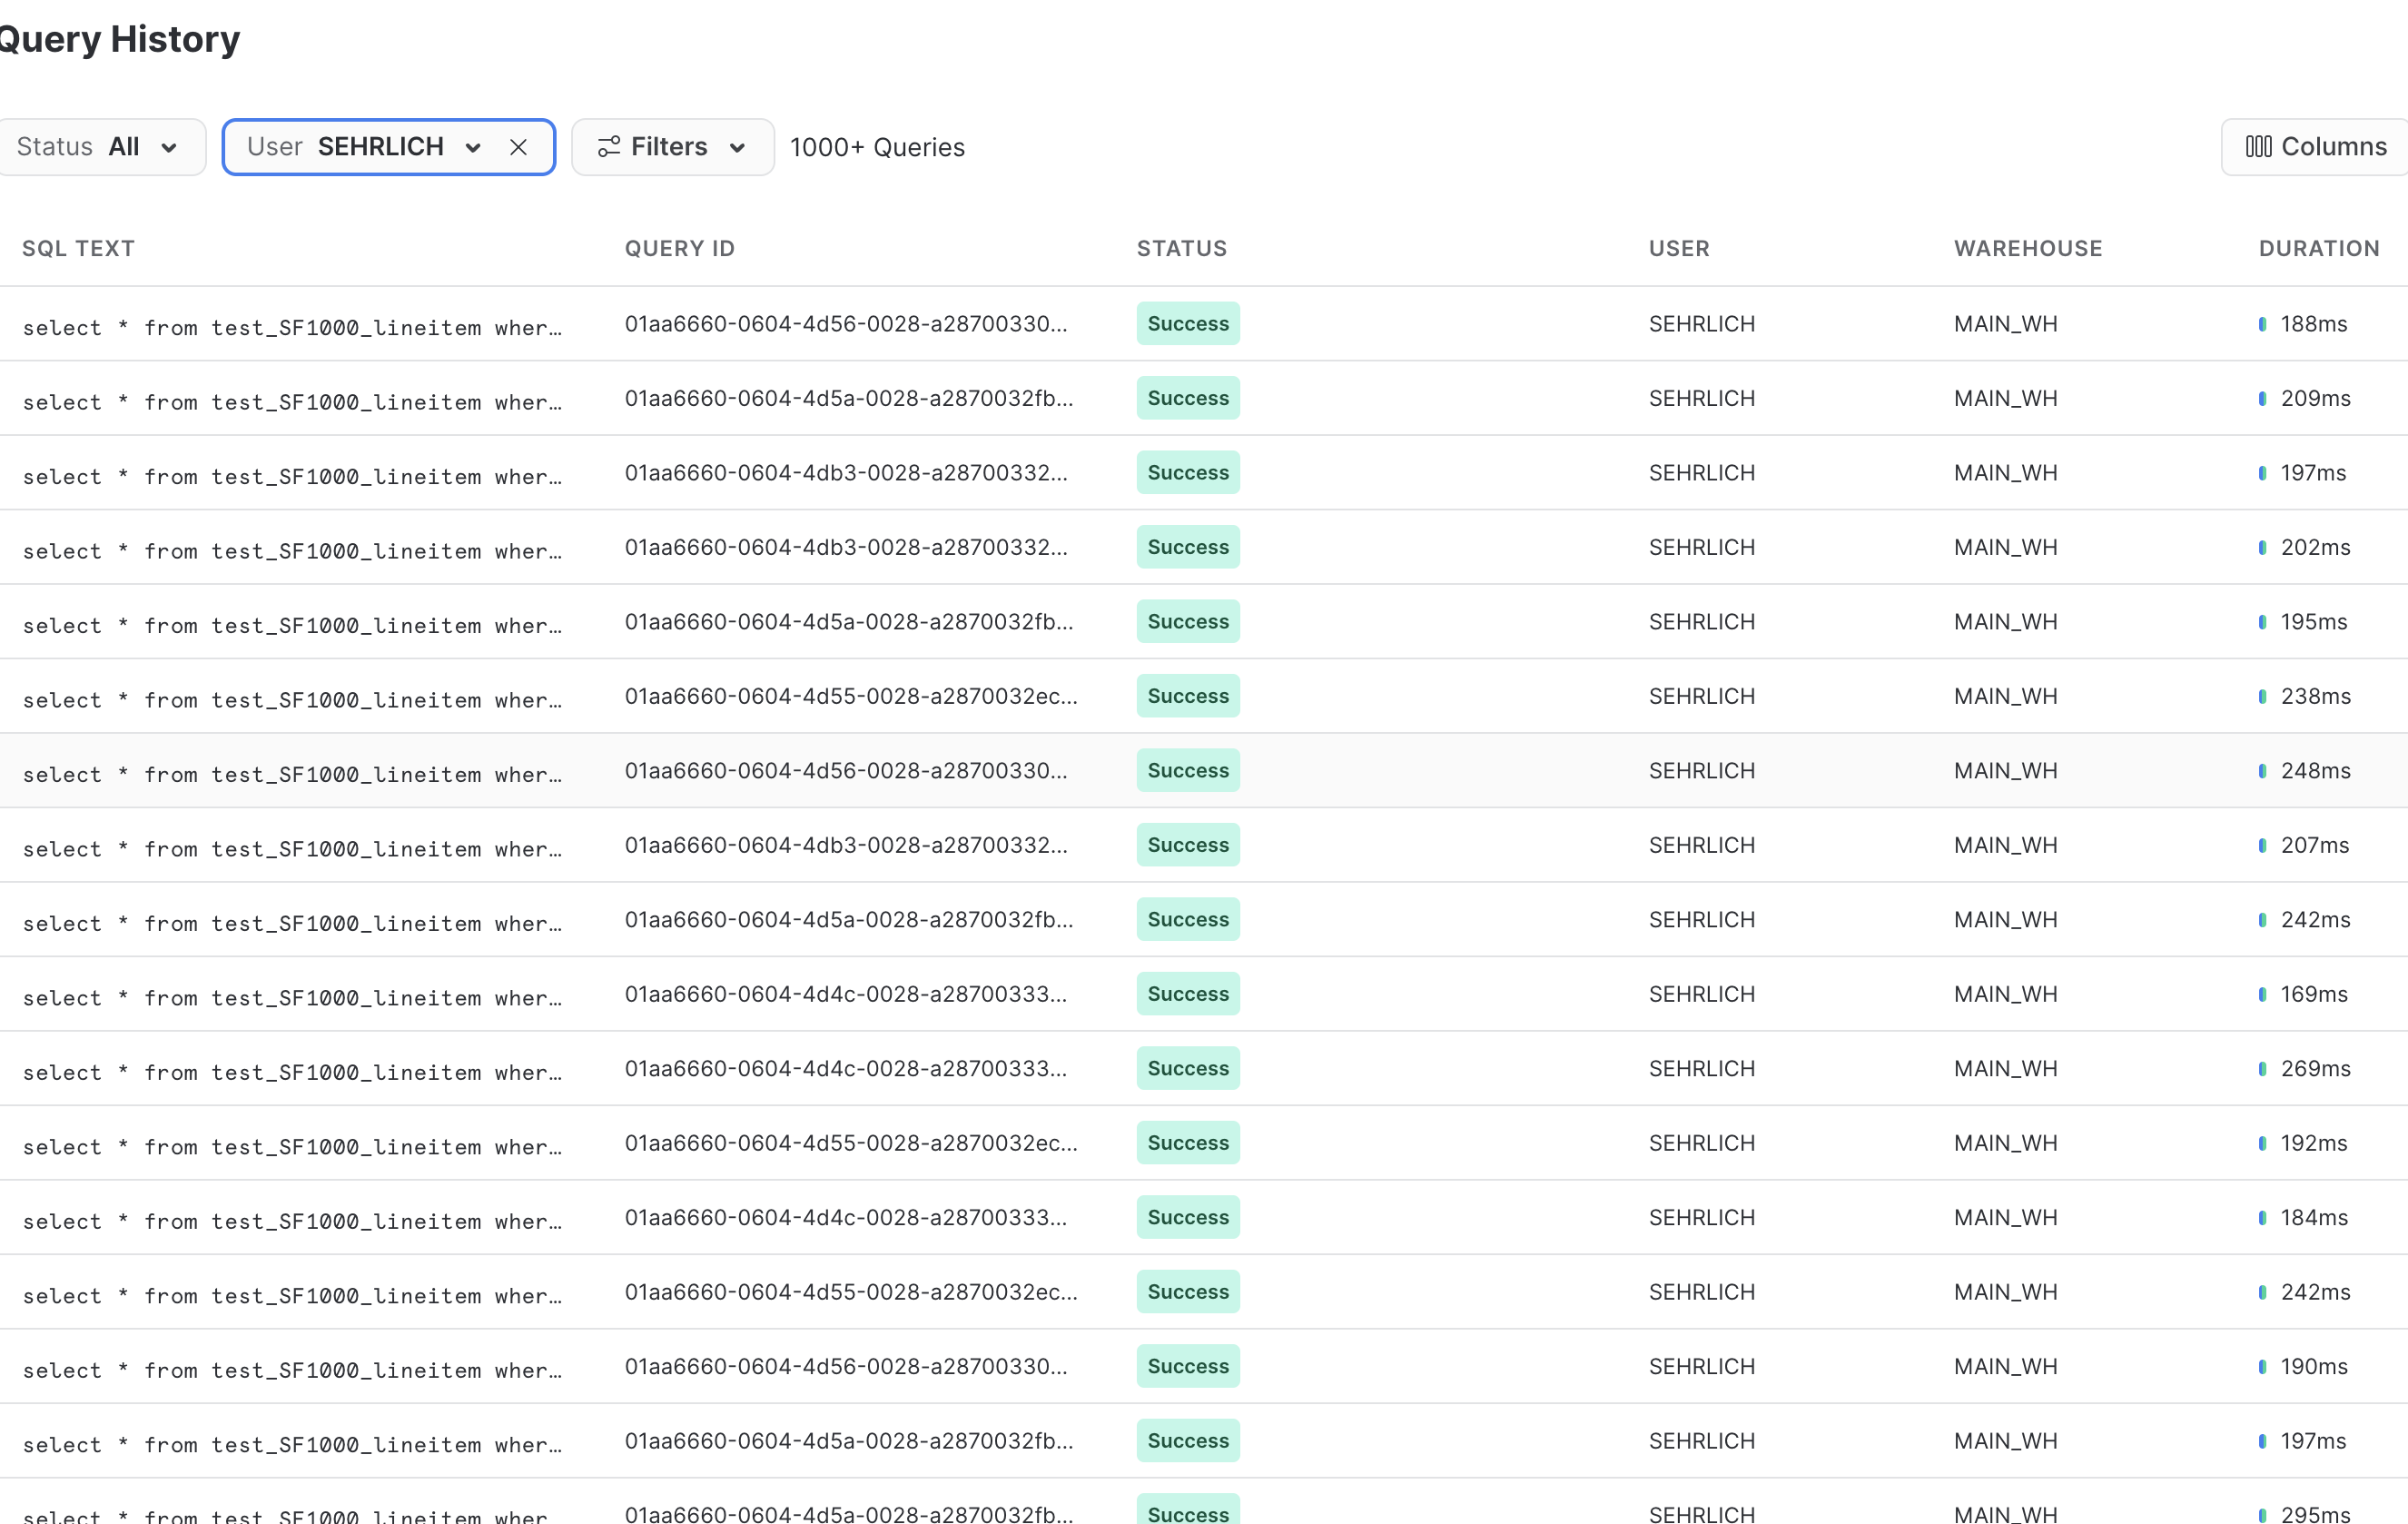 Query History
Status All User SEHRLICH Filters 1000+ Queries Columns
SQL TEXT QUERY ID STATUS USER WAREHOUSE DURATION
select * from test_SF1000_lineitem wher… 01aa6660-0604-4d56-0028-a28700330... Success SEHRLICH MAIN_WH 188ms
select * from test_SF1000_lineitem wher… 01aa6660-0604-4d5a-0028-a2870032fb... Success SEHRLICH MAIN_WH 209ms
select * from test_SF1000_lineitem wher… 01aa6660-0604-4db3-0028-a28700332... Success SEHRLICH MAIN_WH 197ms
select * from test_SF1000_lineitem wher… 01aa6660-0604-4db3-0028-a28700332... Success SEHRLICH MAIN_WH 202ms
select * from test_SF1000_lineitem wher… 01aa6660-0604-4d5a-0028-a2870032fb... Success SEHRLICH MAIN_WH 195ms
select * from test_SF1000_lineitem wher… 01aa6660-0604-4d55-0028-a2870032ec... Success SEHRLICH MAIN_WH 238ms
select * from test_SF1000_lineitem wher… 01aa6660-0604-4d56-0028-a28700330... Success SEHRLICH MAIN_WH 248ms
select * from test_SF1000_lineitem wher… 01aa6660-0604-4db3-0028-a28700332... Success SEHRLICH MAIN_WH 207ms
select * from test_SF1000_lineitem wher… 01aa6660-0604-4d5a-0028-a2870032fb... Success SEHRLICH MAIN_WH 242ms
select * from test_SF1000_lineitem wher… 01aa6660-0604-4d4c-0028-a28700333... Success SEHRLICH MAIN_WH 169ms
select * from test_SF1000_lineitem wher… 01aa6660-0604-4d4c-0028-a28700333... Success SEHRLICH MAIN_WH 269ms
select * from test_SF1000_lineitem wher… 01aa6660-0604-4d55-0028-a2870032ec... Success SEHRLICH MAIN_WH 192ms
select * from test_SF1000_lineitem wher… 01aa6660-0604-4d4c-0028-a28700333... Success SEHRLICH MAIN_WH 184ms
select * from test_SF1000_lineitem wher… 01aa6660-0604-4d55-0028-a2870032ec... Success SEHRLICH MAIN_WH 242ms
select * from test_SF1000_lineitem wher… 01aa6660-0604-4d56-0028-a28700330... Success SEHRLICH MAIN_WH 190ms
select * from test_SF1000_lineitem wher… 01aa6660-0604-4d5a-0028-a2870032fb... Success SEHRLICH MAIN_WH 197ms
select * from test_SF1000_lineitem wher 01aa6660-0604-4d5a-0028-a2870032fb... Success SEHRLICH MAIN_WH 295ms